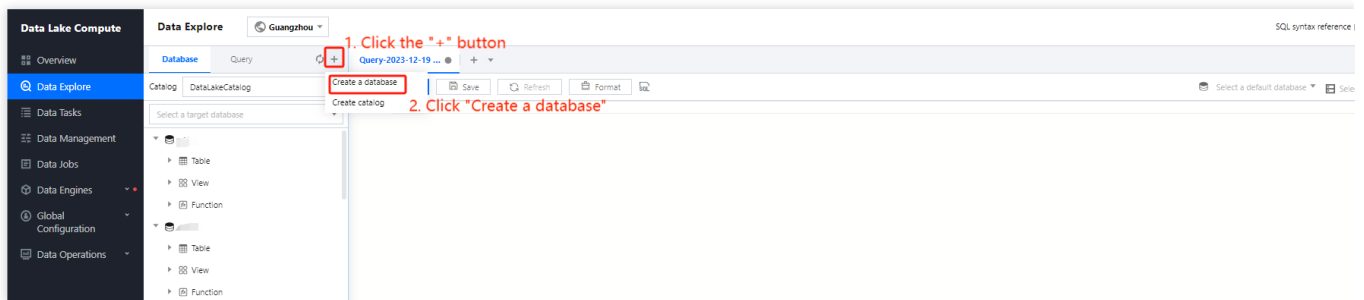 Data Lake Compute
Data Explore
Guangzhou
SQL syntax reference
1. Click the "+" button
Overview
Data Explore
Data Tasks
Data Management
Data Jobs
Data Engines
Global
Configuration
Data Operations
Database
Query
+
Query-2023-12-19 ...
+
Catalog
DataLakeCatalog
Create a database
Create catalog
2. Click "Create a database"
Save
Refresh
Format
Select a default database
Select a target database
Table
View
Function
Table
View
Function